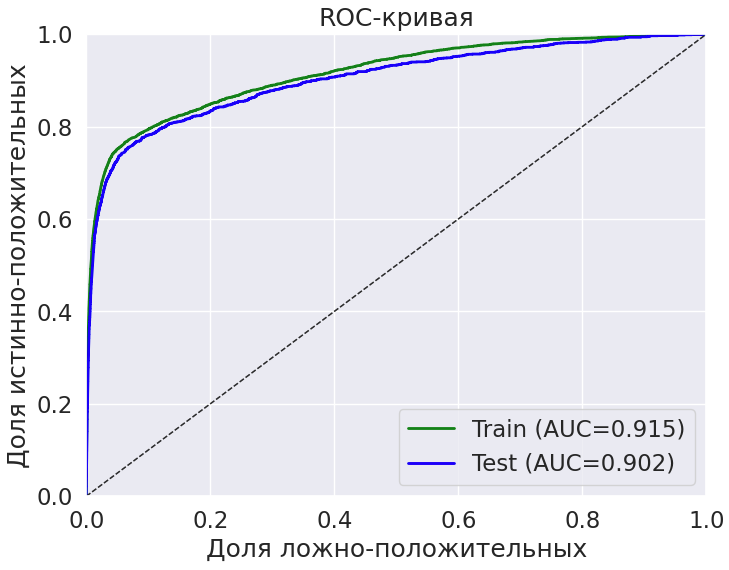 ROC-кривая
Доля истинно-положительных
1.0
0.8
0.6
0.4
0.2
0.0
Train (AUC=0.915)
Test (AUC=0.902)
0.0 0.2 0.4 0.6 0.8 1.0
Доля ложно-положительных